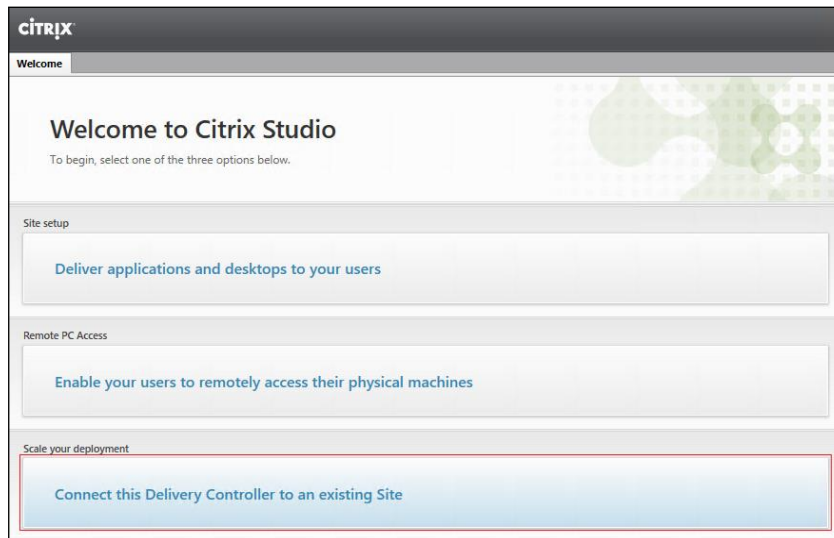 CİTRIX
Welcome
Welcome to Citrix Studio
To begin, select one of the three options below.
Site setup
Deliver applications and desktops to your users
Remote PC Access
Enable your users to remotely access their physical machines
Scale your deployment
Connect this Delivery Controller to an existing Site